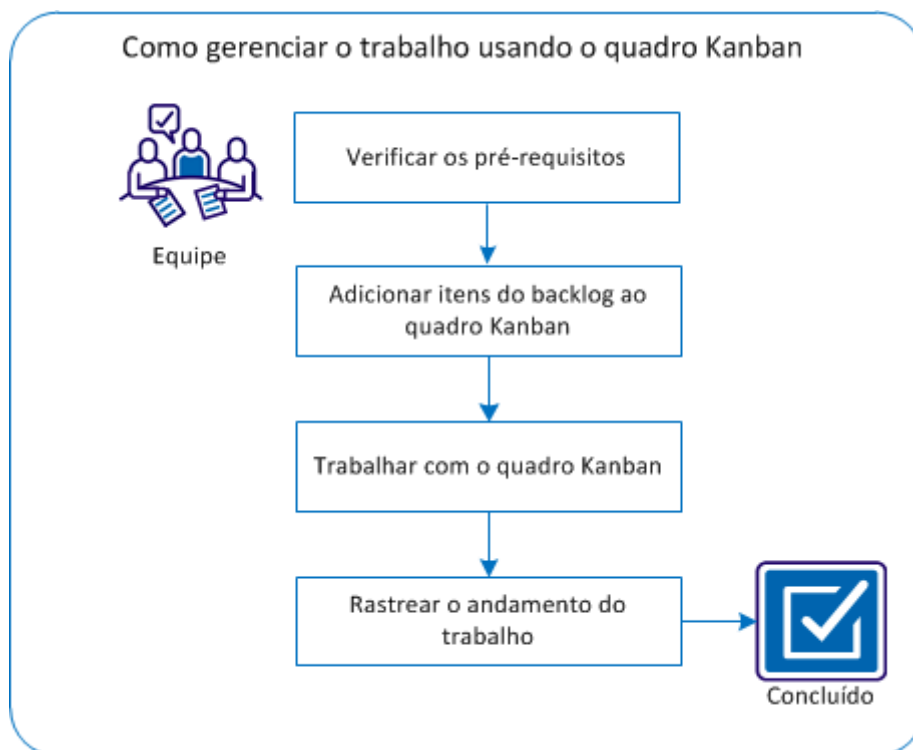 Como gerenciar o trabalho usando o quadro Kanban
Verificar os pré-requisitos
Equipe
Adicionar itens do backlog ao
quadro Kanban
Trabalhar com o quadro Kanban
Rastrear o andamento do
trabalho
Concluído